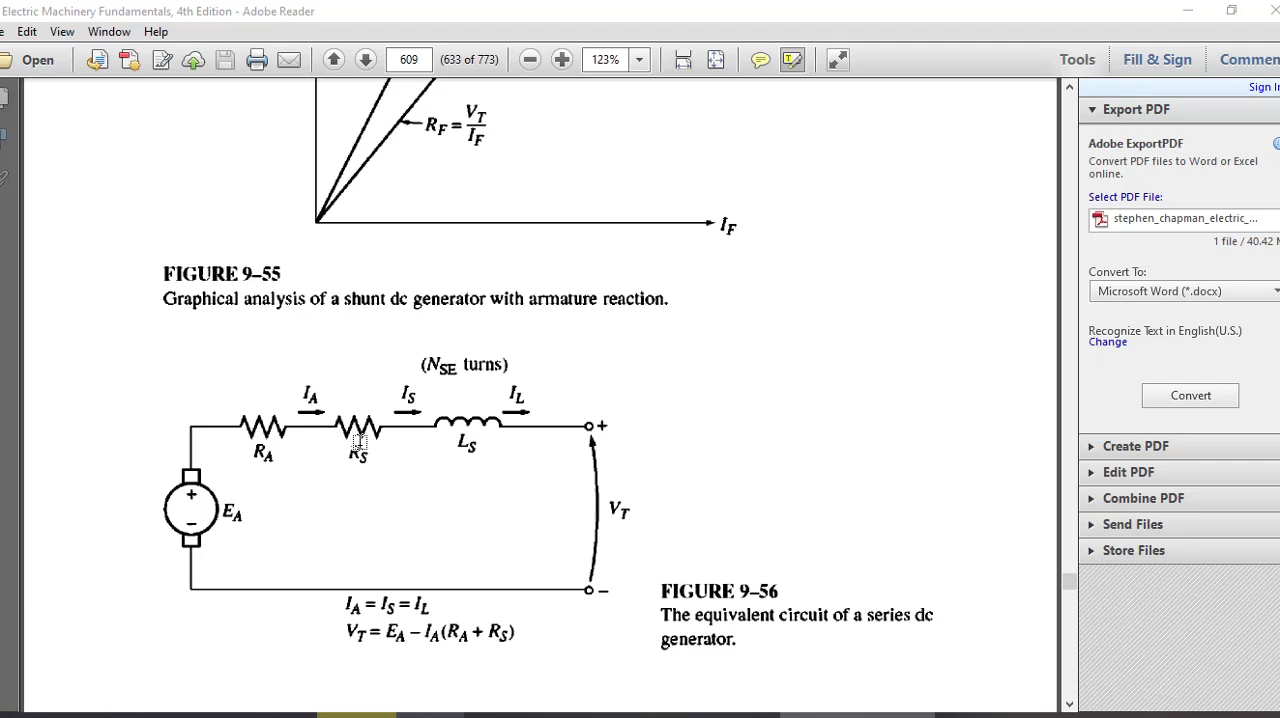 Electric Machinery Fundamentals, 4th Edition - Adobe Reader
Edit View Window Help
Open 609 (633 of 773) 123% Tools Fill & Sign
Sign
Export PDF
Adobe ExportPDF
Convert PDF files to Word or Excel
online.
Select PDF File:
stephen_chapman_electric_...
1 file / 40.42
Convert To:
Microsoft Word (*.docx)
Recognize Text in English(U.S.)
Change
Convert
Create PDF
Edit PDF
Combine PDF
Send Files
Store Files
R_F = V_T / I_F
I_F
FIGURE 9–55
Graphical analysis of a shunt dc generator with armature reaction.
(N_SE turns)
I_A I_S I_L
+
R_A R_S L_S
+
E_A V_T
−
−
I_A = I_S = I_L
V_T = E_A − I_A(R_A + R_S)
FIGURE 9–56
The equivalent circuit of a series dc
generator.